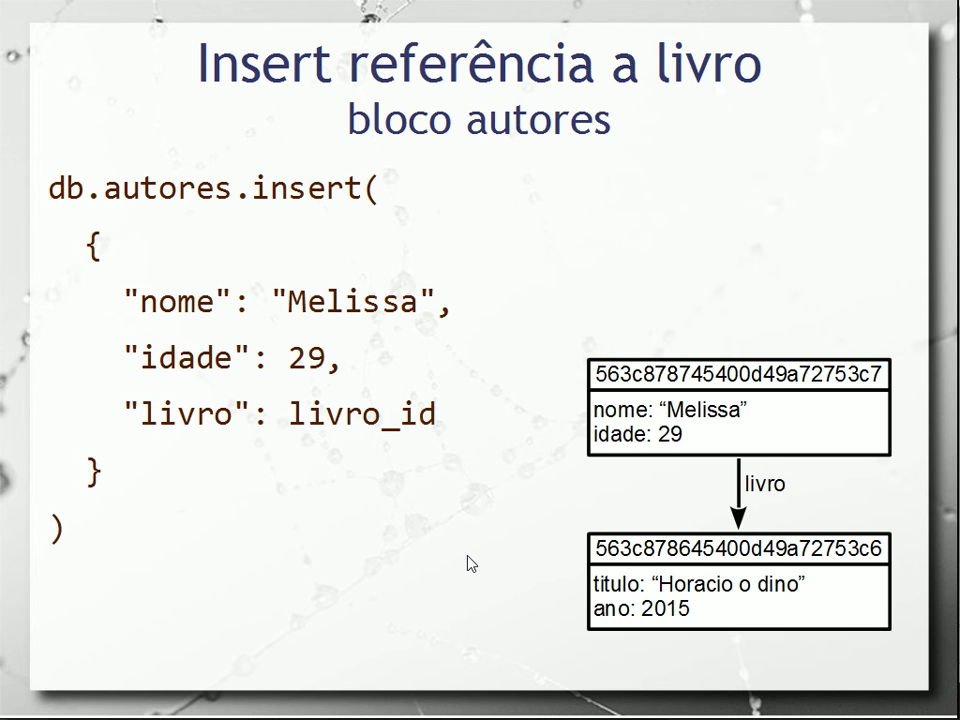 Insert referência a livro
bloco autores
db.autores.insert(
{
"nome": "Melissa",
"idade": 29,
"livro": livro_id
}
)
563c878745400d49a72753c7
nome: “Melissa”
idade: 29
livro
563c878645400d49a72753c6
titulo: “Horacio o dino”
ano: 2015